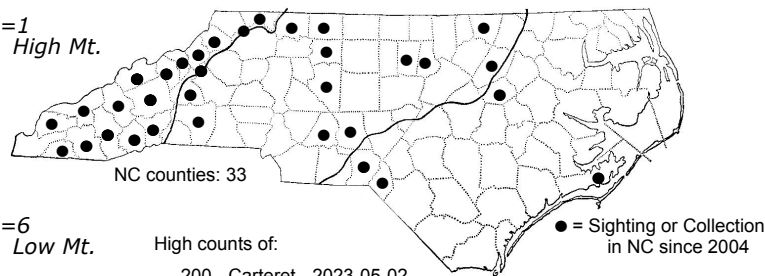 =1
High Mt.
NC counties: 33
=6
Low Mt.
High counts of:
200 - Carteret - 2023-05-02
● = Sighting or Collection
in NC since 2004